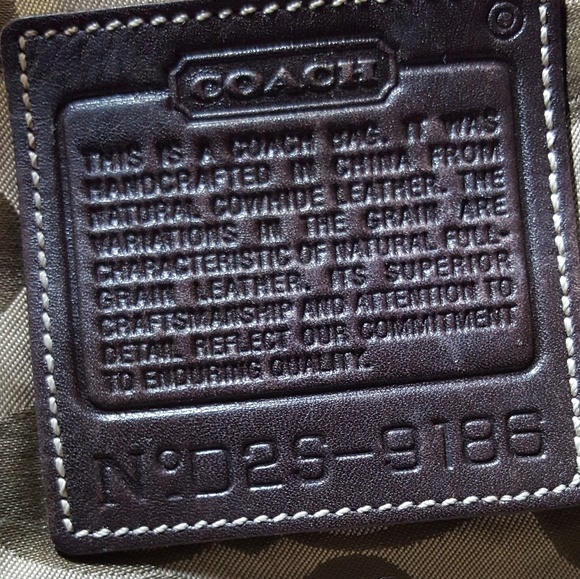 COACH
®
THIS IS A COACH BAG. IT WAS
HANDCRAFTED IN CHINA FROM
NATURAL COWHIDE LEATHER. THE
VARIATIONS IN THE GRAIN ARE
CHARACTERISTIC OF NATURAL FULL-
GRAIN LEATHER. ITS SUPERIOR
CRAFTSMANSHIP AND ATTENTION TO
DETAIL REFLECT OUR COMMITMENT
TO ENDURING QUALITY.
Nº D2S-9186